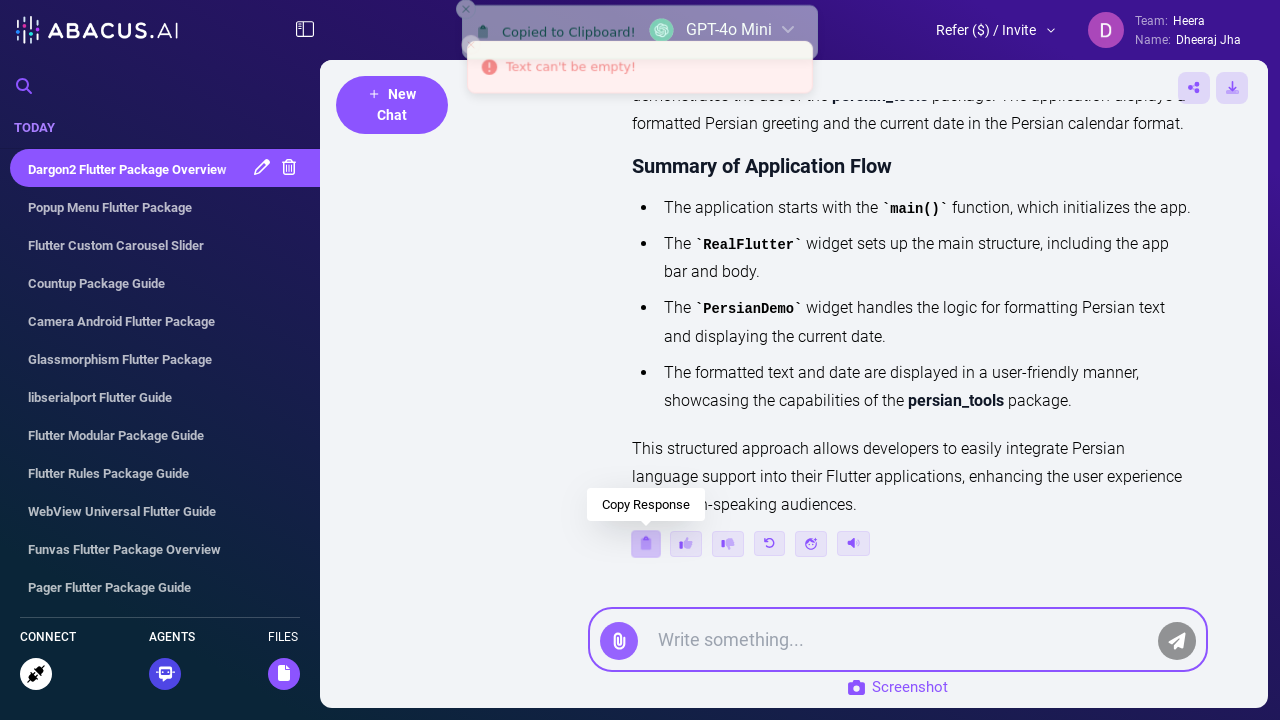 ABACUS.AI
Copied to Clipboard!
GPT-4o Mini
Text can't be empty!
Refer ($) / Invite
D
Team: Heera
Name: Dheeraj Jha
TODAY
Dargon2 Flutter Package Overview
Popup Menu Flutter Package
Flutter Custom Carousel Slider
Countup Package Guide
Camera Android Flutter Package
Glassmorphism Flutter Package
libserialport Flutter Guide
Flutter Modular Package Guide
Flutter Rules Package Guide
WebView Universal Flutter Guide
Funvas Flutter Package Overview
Pager Flutter Package Guide
CONNECT
AGENTS
FILES
+ New
Chat
demonstrates the use of the persian_tools package. The application displays a
formatted Persian greeting and the current date in the Persian calendar format.
Summary of Application Flow
• The application starts with the `main()` function, which initializes the app.
• The `RealFlutter` widget sets up the main structure, including the app
bar and body.
• The `PersianDemo` widget handles the logic for formatting Persian text
and displaying the current date.
• The formatted text and date are displayed in a user-friendly manner,
showcasing the capabilities of the persian_tools package.
This structured approach allows developers to easily integrate Persian
language support into their Flutter applications, enhancing the user experience
n-speaking audiences.
Copy Response
Write something...
Screenshot